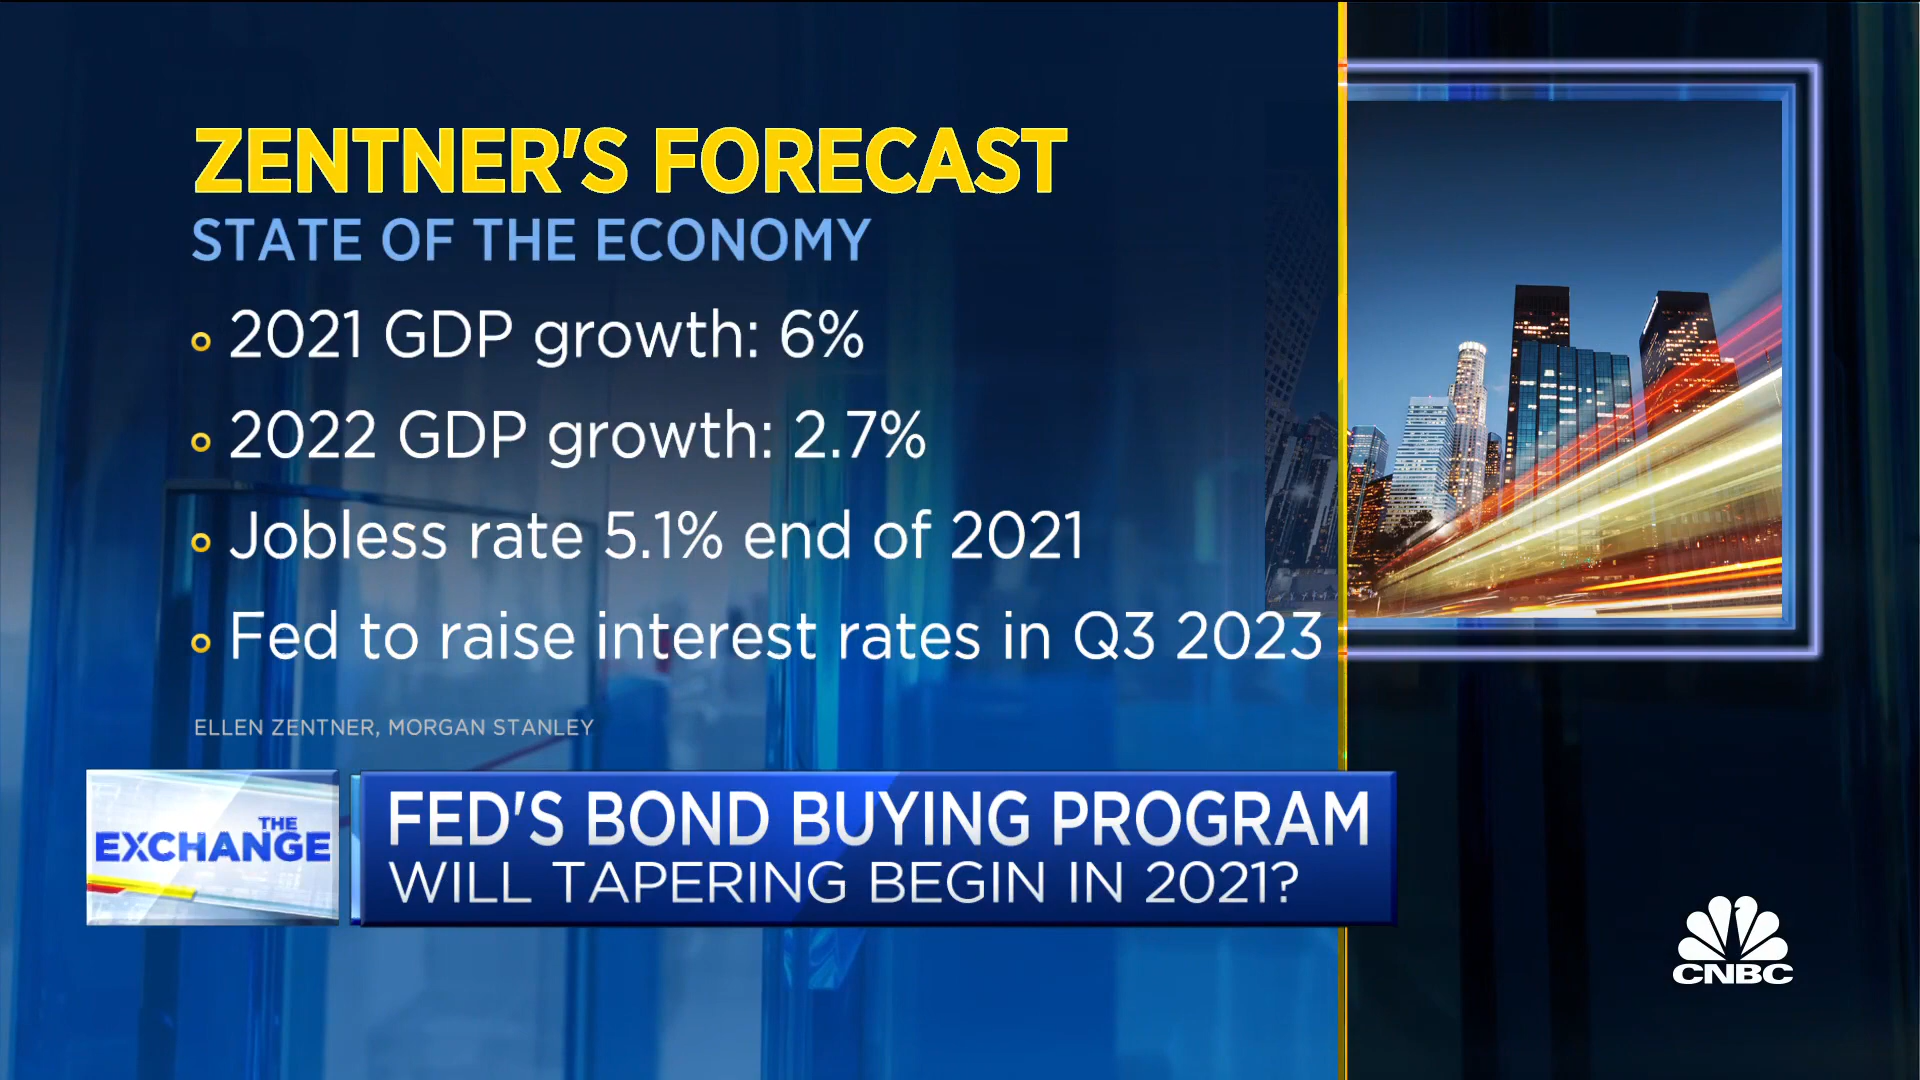 ZENTNER'S FORECAST
STATE OF THE ECONOMY
2021 GDP growth: 6%
2022 GDP growth: 2.7%
Jobless rate 5.1% end of 2021
Fed to raise interest rates in Q3 2023
ELLEN ZENTNER, MORGAN STANLEY
THE
EXCHANGE
FED'S BOND BUYING PROGRAM
WILL TAPERING BEGIN IN 2021?
CNBC